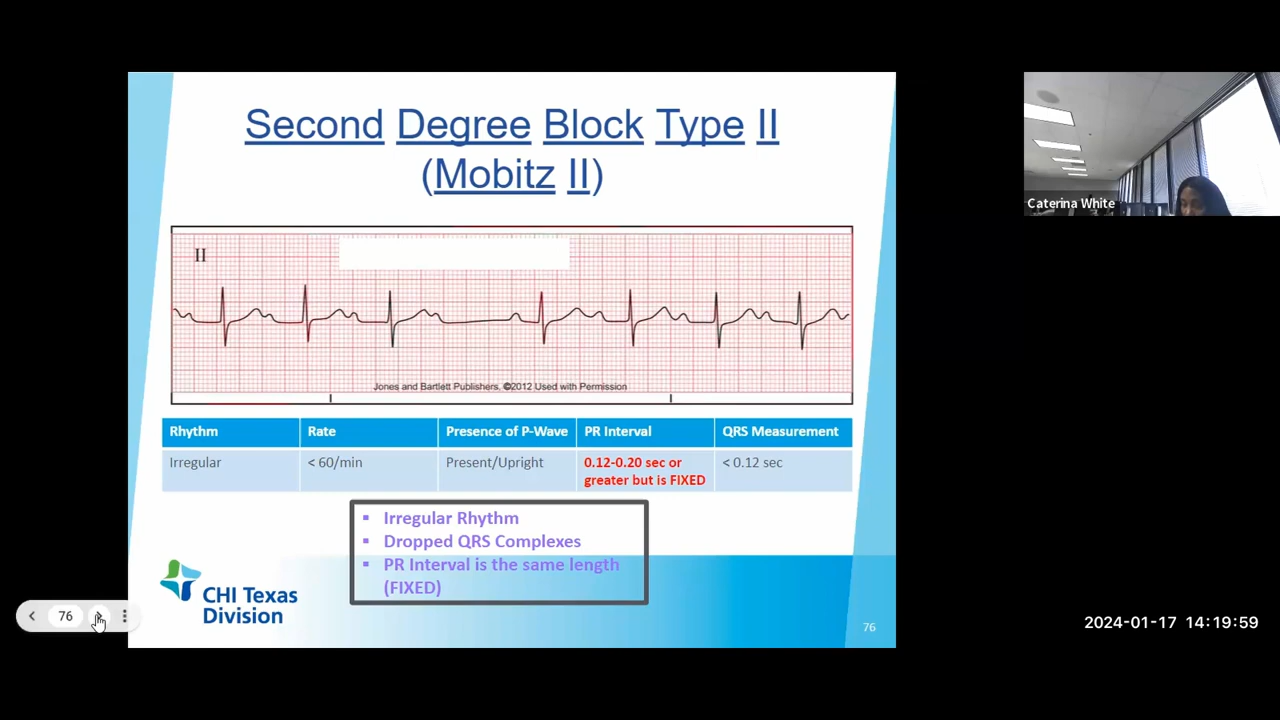 Second Degree Block Type II
(Mobitz II)
II
Jones and Bartlett Publishers, ©2012 Used with Permission
Rhythm Rate Presence of P-Wave PR Interval QRS Measurement
Irregular < 60/min Present/Upright 0.12-0.20 sec or < 0.12 sec
greater but is FIXED
▪ Irregular Rhythm
▪ Dropped QRS Complexes
▪ PR Interval is the same length
(FIXED)
CHI Texas
Division
76
76
Caterina White
2024-01-17 14:19:59